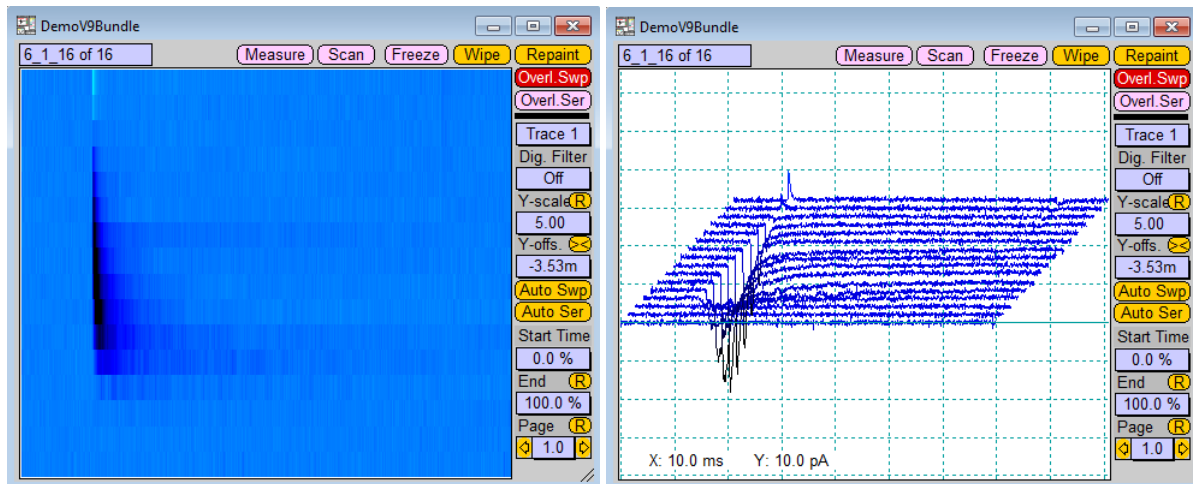 DemoV9Bundle
6_1_16 of 16
Measure
Scan
Freeze
Wipe
Repaint
Overl.Swp
Overl.Ser
Trace 1
Dig. Filter
Off
Y-scale R
5.00
Y-offs. ><
-3.53m
Auto Swp
Auto Ser
Start Time
0.0 %
End R
100.0 %
Page R
1.0
DemoV9Bundle
6_1_16 of 16
Measure
Scan
Freeze
Wipe
Repaint
Overl.Swp
Overl.Ser
Trace 1
Dig. Filter
Off
Y-scale R
5.00
Y-offs. ><
-3.53m
Auto Swp
Auto Ser
Start Time
0.0 %
End R
100.0 %
Page R
1.0
X: 10.0 ms Y: 10.0 pA